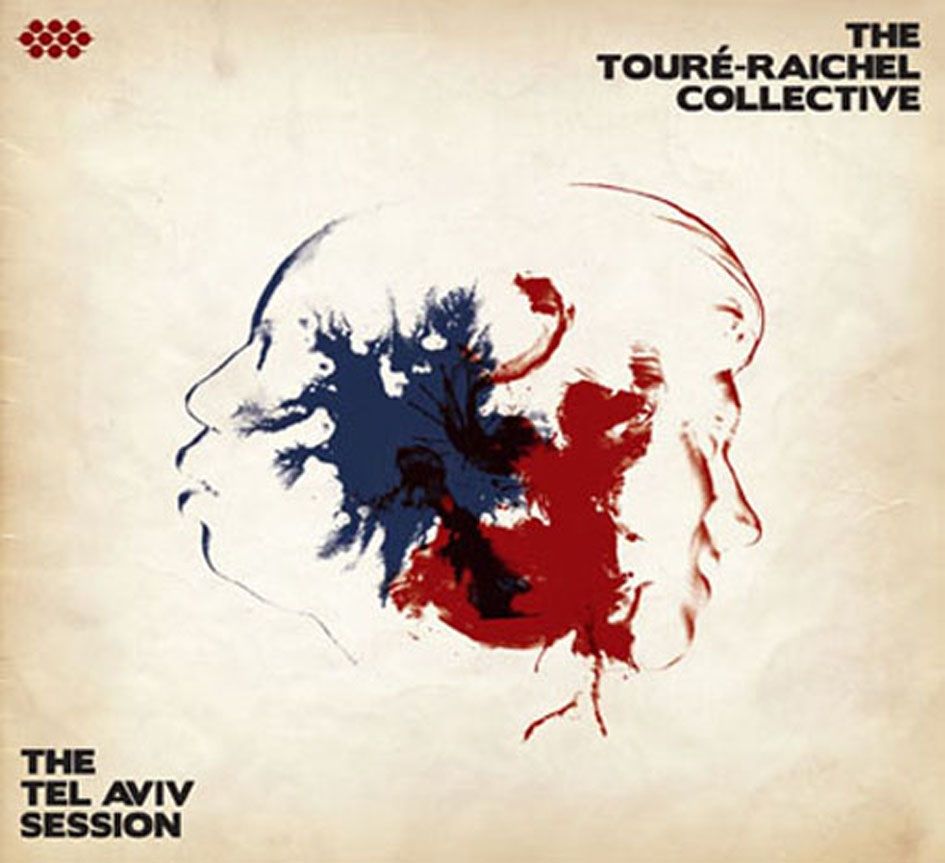 THE
TOURÉ-RAICHEL
COLLECTIVE
THE
TEL AVIV
SESSION